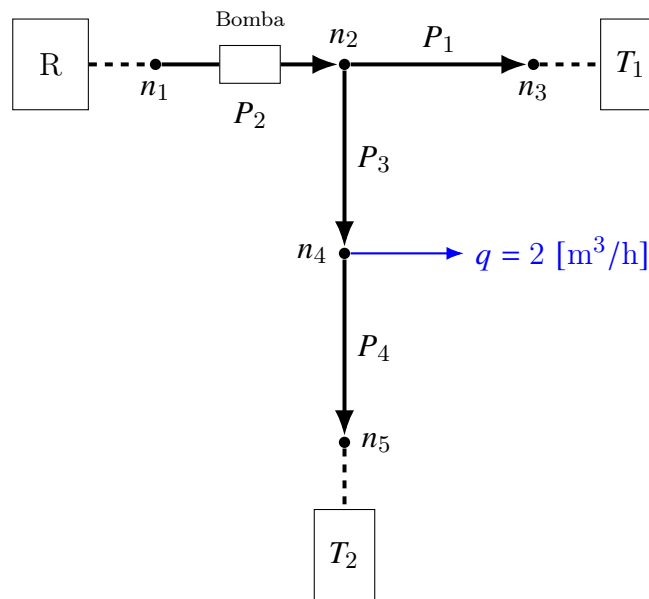 Bomba
R
n₁
P₂
n₂
P₁
n₃
T₁
P₃
n₄
q = 2 [m³/h]
P₄
n₅
T₂